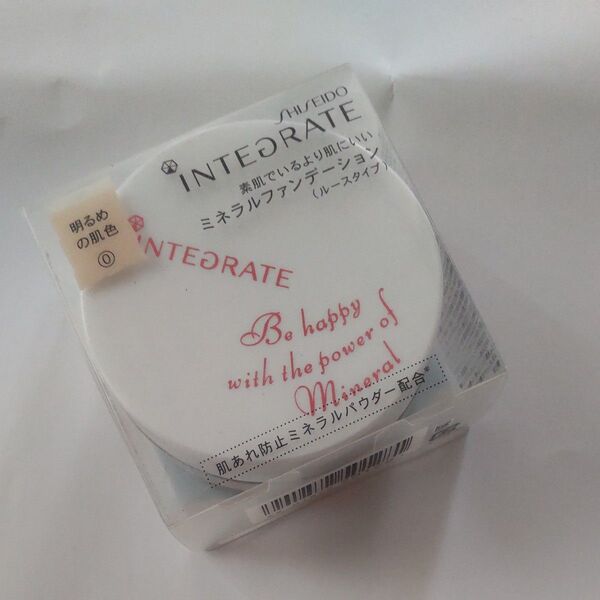 SHISEIDO
INTEGRATE
素肌でいるより肌にいい
ミネラルファンデーション
（ルースタイプ）
明るめ
の肌色
⓪
INTEGRATE
Be happy
with the power of
Mineral
肌あれ防止ミネラルパウダー配合*